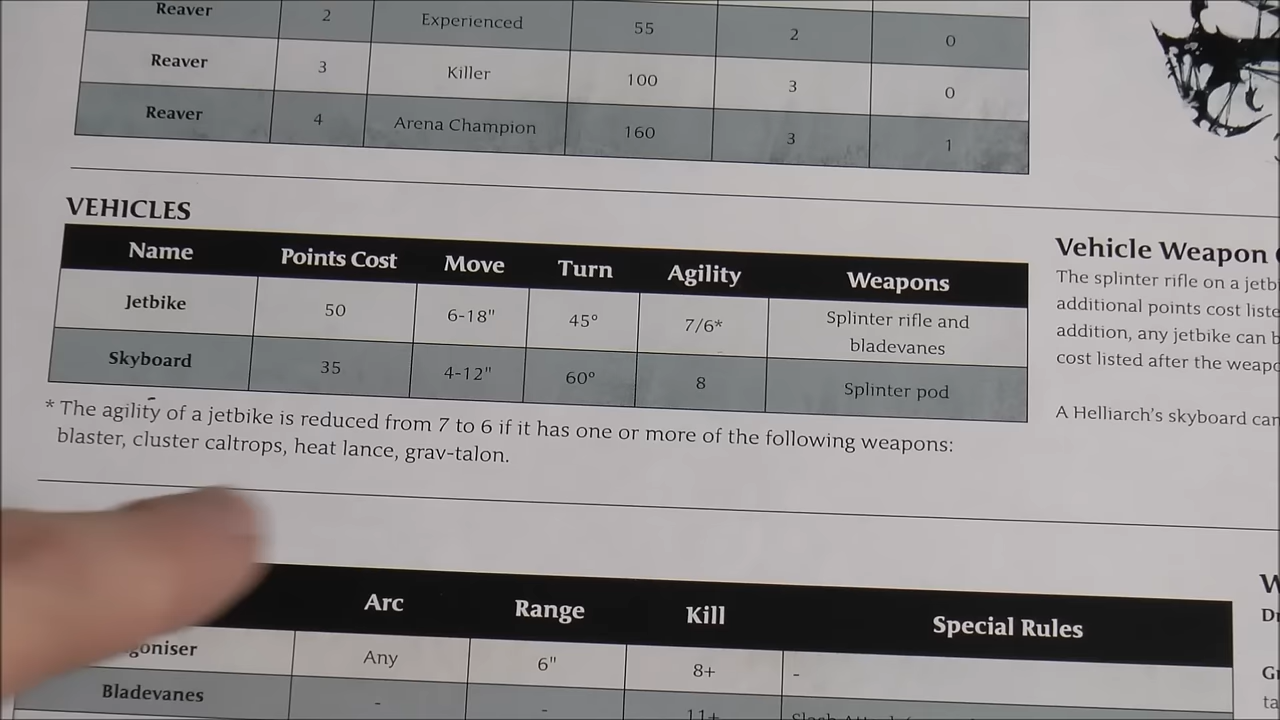 Reaver 2 Experienced 55 2 0
Reaver 3 Killer 100 3 0
Reaver 4 Arena Champion 160 3 1
VEHICLES
Name Points Cost Move Turn Agility Weapons
Jetbike 50 6-18" 45° 7/6* Splinter rifle and
bladevanes
Skyboard 35 4-12" 60° 8 Splinter pod
* The agility of a jetbike is reduced from 7 to 6 if it has one or more of the following weapons:
blaster, cluster caltrops, heat lance, grav-talon.
Vehicle Weapon
The splinter rifle on a jetb
additional points cost liste
addition, any jetbike can b
cost listed after the weapo
A Helliarch's skyboard can
Arc Range Kill Special Rules
goniser Any 6" 8+ -
Bladevanes - - 11+